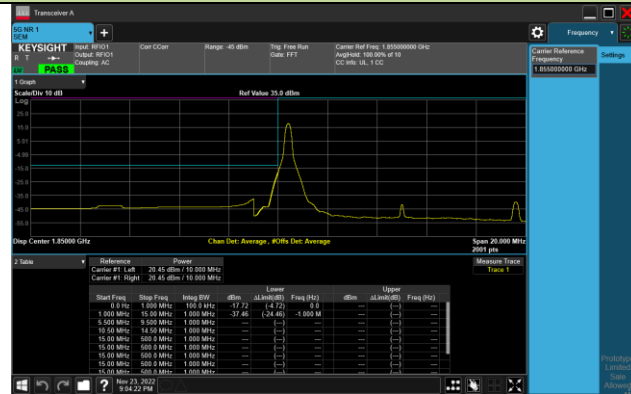 Transceiver A
5G NR 1
SEM
Frequency
KEYSIGHT
R T
PASS
Input: RFIO1
Output: RFIO1
Coupling: AC
Corr CCorr
Range: -45 dBm
Trig: Free Run
Gate: FFT
Carrier Ref Freq: 1.855000000 GHz
Avg|Hold: 100.00% of 10
CC Info: UL, 1 CC
Carrier Reference
Frequency
1.855000000 GHz
Settings
1 Graph
Scale/Div 10 dB
Ref Value 35.0 dBm
Log
25.0
15.0
5.01
-4.99
-15.0
-25.0
-35.0
-45.0
-55.0
Disp Center 1.85000 GHz
Chan Det: Average , #Offs Det: Average
Span 20.000 MHz
2001 pts
2 Table
Measure Trace
Trace 1
Reference Power
Carrier #1: Left 20.45 dBm / 10.000 MHz
Carrier #1: Right 20.45 dBm / 10.000 MHz
Lower Upper
Start Freq Stop Freq Integ BW dBm ΔLimit(dB) Freq (Hz) dBm ΔLimit(dB) Freq (Hz)
0.0 Hz 1.000 MHz 100.0 kHz -17.72 (-4.72) 0.0 --- (---) ---
1.000 MHz 15.00 MHz 1.000 MHz -37.46 (-24.46) -1.000 M --- (---) ---
5.500 MHz 9.500 MHz 1.000 MHz --- (---) --- --- (---) ---
10.50 MHz 14.50 MHz 1.000 MHz --- (---) --- --- (---) ---
15.00 MHz 500.0 MHz 1.000 MHz --- (---) --- --- (---) ---
15.00 MHz 500.0 MHz 1.000 MHz --- (---) --- --- (---) ---
15.00 MHz 500.0 MHz 1.000 MHz --- (---) --- --- (---) ---
15.00 MHz 500.0 MHz 1.000 MHz --- (---) --- --- (---) ---
15.00 MHz 500.0 MHz 1.000 MHz --- (---) --- --- (---) ---
Nov 23, 2022
9:04:22 PM
Prototype
Limited
Sale
Allowed